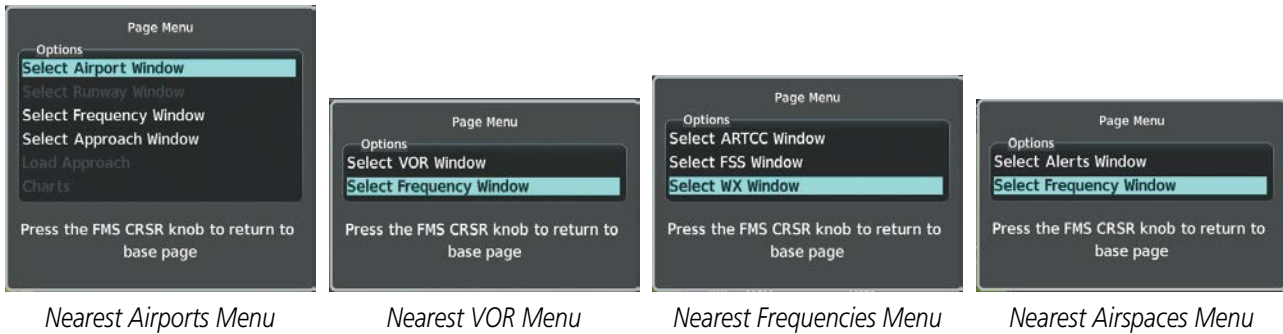 Page Menu
Options
Select Airport Window
Select Runway Window
Select Frequency Window
Select Approach Window
Load Approach
Charts
Press the FMS CRSR knob to return to
base page
Nearest Airports Menu
Page Menu
Options
Select VOR Window
Select Frequency Window
Press the FMS CRSR knob to return to
base page
Nearest VOR Menu
Page Menu
Options
Select ARTCC Window
Select FSS Window
Select WX Window
Press the FMS CRSR knob to return to
base page
Nearest Frequencies Menu
Page Menu
Options
Select Alerts Window
Select Frequency Window
Press the FMS CRSR knob to return to
base page
Nearest Airspaces Menu